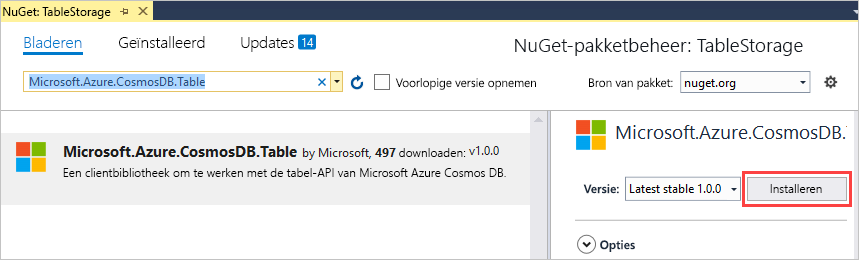 NuGet: TableStorage
Bladeren Geïnstalleerd Updates 14
NuGet-pakketbeheer: TableStorage
Microsoft.Azure.CosmosDB.Table
Voorlopige versie opnemen
Bron van pakket: nuget.org
Microsoft.Azure.CosmosDB.Table by Microsoft, 497 downloaden: v1.0.0
Een clientbibliotheek om te werken met de tabel-API van Microsoft Azure Cosmos DB.
Microsoft.Azure.CosmosDB.
Versie: Latest stable 1.0.0 Installeren
Opties